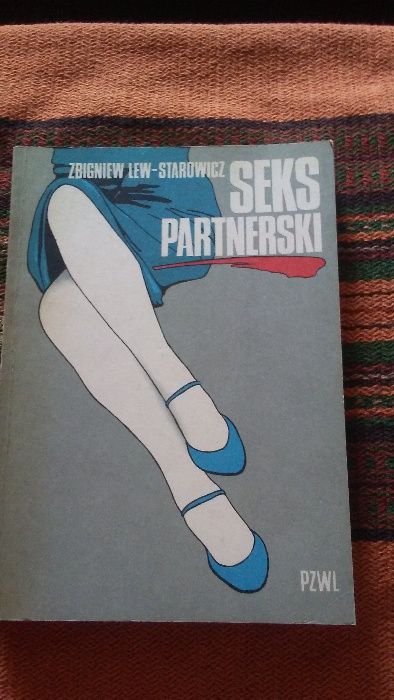 ZBIGNIEW LEW-STAROWICZ
SEKS
PARTNERSKI
PZWL